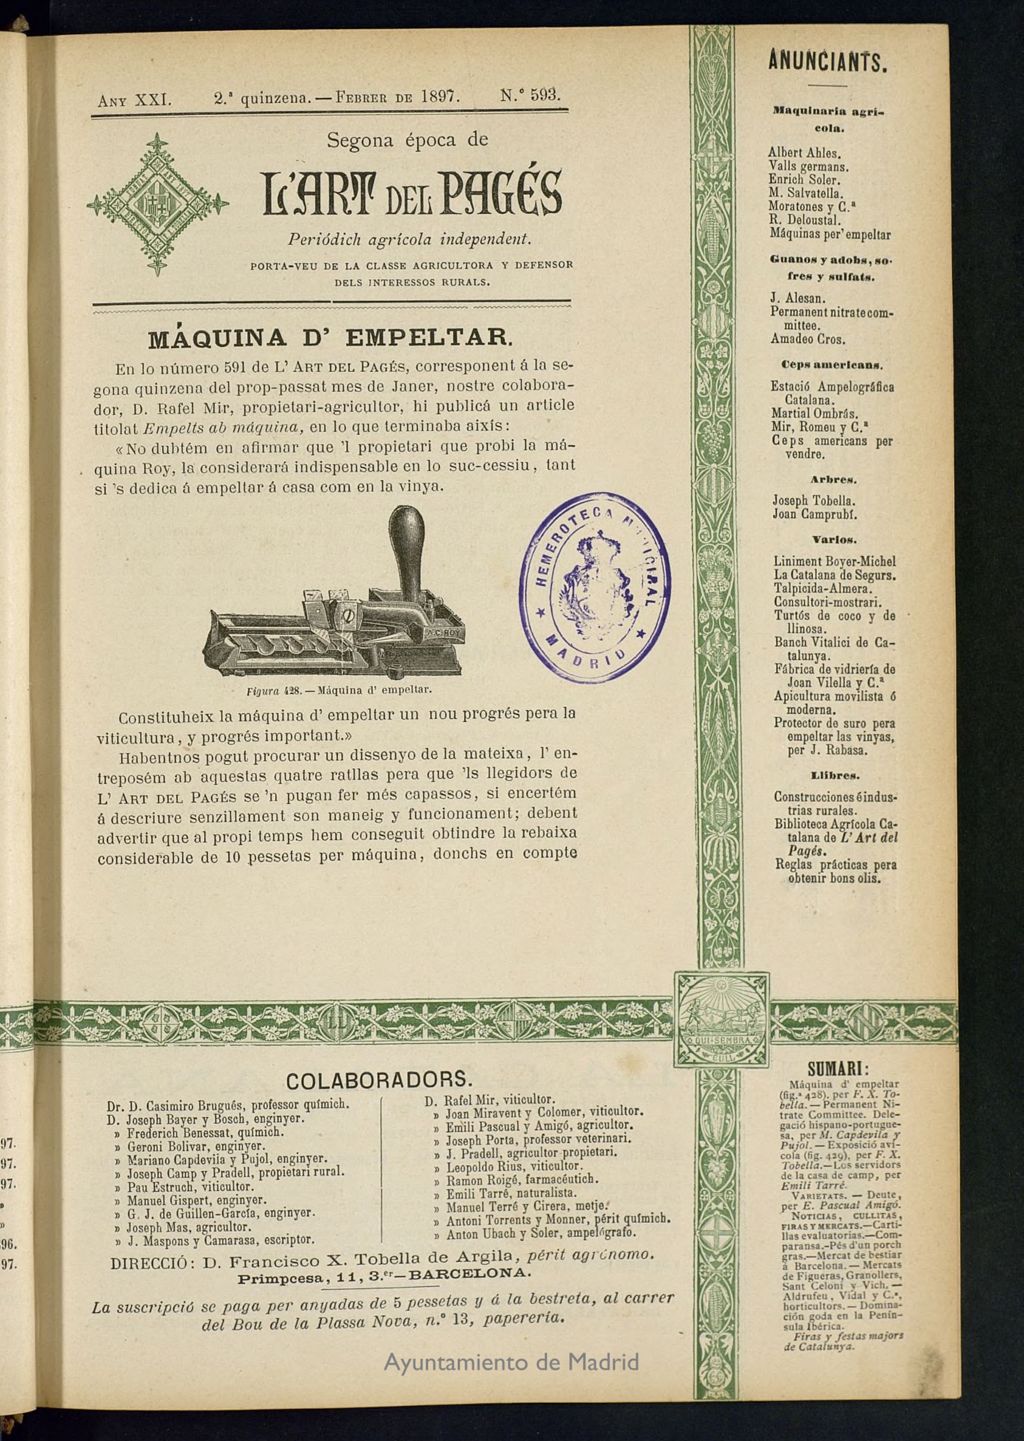 ANY XXI. 2.ª quinzena. — FEBRER DE 1897. N.º 593.
Segona época de
L'ART DEL PAGÉS
Periódich agrícola independent.
PORTA-VEU DE LA CLASSE AGRICULTORA Y DEFENSOR
DELS INTERESSOS RURALS.
MÁQUINA D' EMPELTAR.
En lo número 591 de L' ART DEL PAGÉS, corresponent á la se-
gona quinzena del prop-passat mes de Janer, nostre colabora-
dor, D. Rafel Mir, propietari-agricultor, hi publicá un article
titolat Empelts ab máquina, en lo que terminaba aixís:
«No dubtém en afirmar que 'l propietari que probi la má-
quina Roy, la considerará indispensable en lo suc-cessiu, tant
si 's dedica á empeltar á casa com en la vinya.
C. ROY
HEMEROTECA MUNICIPAL
★ MADRID ★
Figura 428. — Máquina d' empeltar.
Constituheix la máquina d' empeltar un nou progrés pera la
viticultura, y progrés important.»
Habentnos pogut procurar un dissenyo de la mateixa, l' en-
treposém ab aquestas quatre ratllas pera que 'ls llegidors de
L' ART DEL PAGÉS se 'n pugan fer més capassos, si encertém
á descriure senzillament son maneig y funcionament; debent
advertir que al propi temps hem conseguit obtindre la rebaixa
considerable de 10 pessetas per máquina, donchs en compte
ANUNCIANTS.
Maquinaria agrí-
cola.
Albert Ahles.
Valls germans.
Enrich Soler.
M. Salvatella.
Moratones y C.ª
R. Deloustal.
Máquinas per' empeltar
Guanos y adobs, so-
fres y sulfats.
J. Alesan.
Permanent nitrate com-
mittee.
Amadeo Cros.
Ceps americans.
Estació Ampelográfica
Catalana.
Martial Ombrás.
Mir, Romeu y C.ª
Ceps americans per
vendre.
Arbres.
Joseph Tobella.
Joan Camprubí.
Varios.
Liniment Boyer-Michel
La Catalana de Segurs.
Talpicida-Almera.
Consultori-mostrari.
Turtós de coco y de
llinosa.
Banch Vitalici de Ca-
talunya.
Fábrica de vidriería de
Joan Vilella y C.ª
Apicultura movilista ó
moderna.
Protector de suro pera
empeltar las vinyas,
per J. Rabasa.
Llibres.
Construcciones é indus-
trias rurales.
Biblioteca Agrícola Ca-
talana de L' Art del
Pagés.
Reglas prácticas pera
obtenir bons olis.
QUI·SEMBRA
CULL
COLABORADORS.
Dr. D. Casimiro Brugués, professor químich.
D. Joseph Bayer y Bosch, enginyer.
» Frederich Benessat, químich.
» Geroni Bolivar, enginyer.
» Mariano Capdevila y Pujol, enginyer.
» Joseph Camp y Pradell, propietari rural.
» Pau Estruch, viticultor.
» Manuel Gispert, enginyer.
» G. J. de Guillen-García, enginyer.
» Joseph Mas, agricultor.
» J. Maspons y Camarasa, escriptor.
D. Rafel Mir, viticultor.
» Joan Miravent y Colomer, viticultor.
» Emili Pascual y Amigó, agricultor.
» Joseph Porta, professor veterinari.
» J. Pradell, agricultor propietari.
» Leopoldo Rius, viticultor.
» Ramon Roigé, farmacéutich.
» Emili Tarré, naturalista.
» Manuel Terré y Cirera, metje.
» Antoni Torrents y Monner, périt químich.
» Anton Ubach y Soler, ampelógrafo.
DIRECCIÓ: D. Francisco X. Tobella de Argila, périt agrónomo.
Primpcesa, 11, 3.er—BARCELONA.
La suscripció se paga per anyadas de 5 pessetas y á la bestreta, al carrer
del Bou de la Plassa Nova, n.º 13, papereria.
SUMARI:
Máquina d' empeltar
(fig.ª 428), per F. X. To-
bella. — Permanent Ni-
trate Committee. Dele-
gació hispano-portugue-
sa, per M. Capdevila y
Pujol. — Exposició aví-
cola (fig. 429), per F. X.
Tobella.—Los servidors
de la casa de camp, per
Emili Tarré.
VARIETATS. — Deute,
per E. Pascual Amigó.
NOTICIAS, CULLITAS,
FIRAS Y MERCATS.—Carti-
llas evaluatorias.—Com-
paransa.-Pés d'un porch
gras.—Mercat de bestiar
á Barcelona. — Mercats
de Figueras, Granollers,
Sant Celoni y Vich. —
Aldrufeu, Vidal y C.ª,
horticultors. — Domina-
ción goda en la Penín-
sula Ibérica.
Firas y festas majors
de Catalunya.
97.
97.
97.
»
»
96.
97.
Ayuntamiento de Madrid